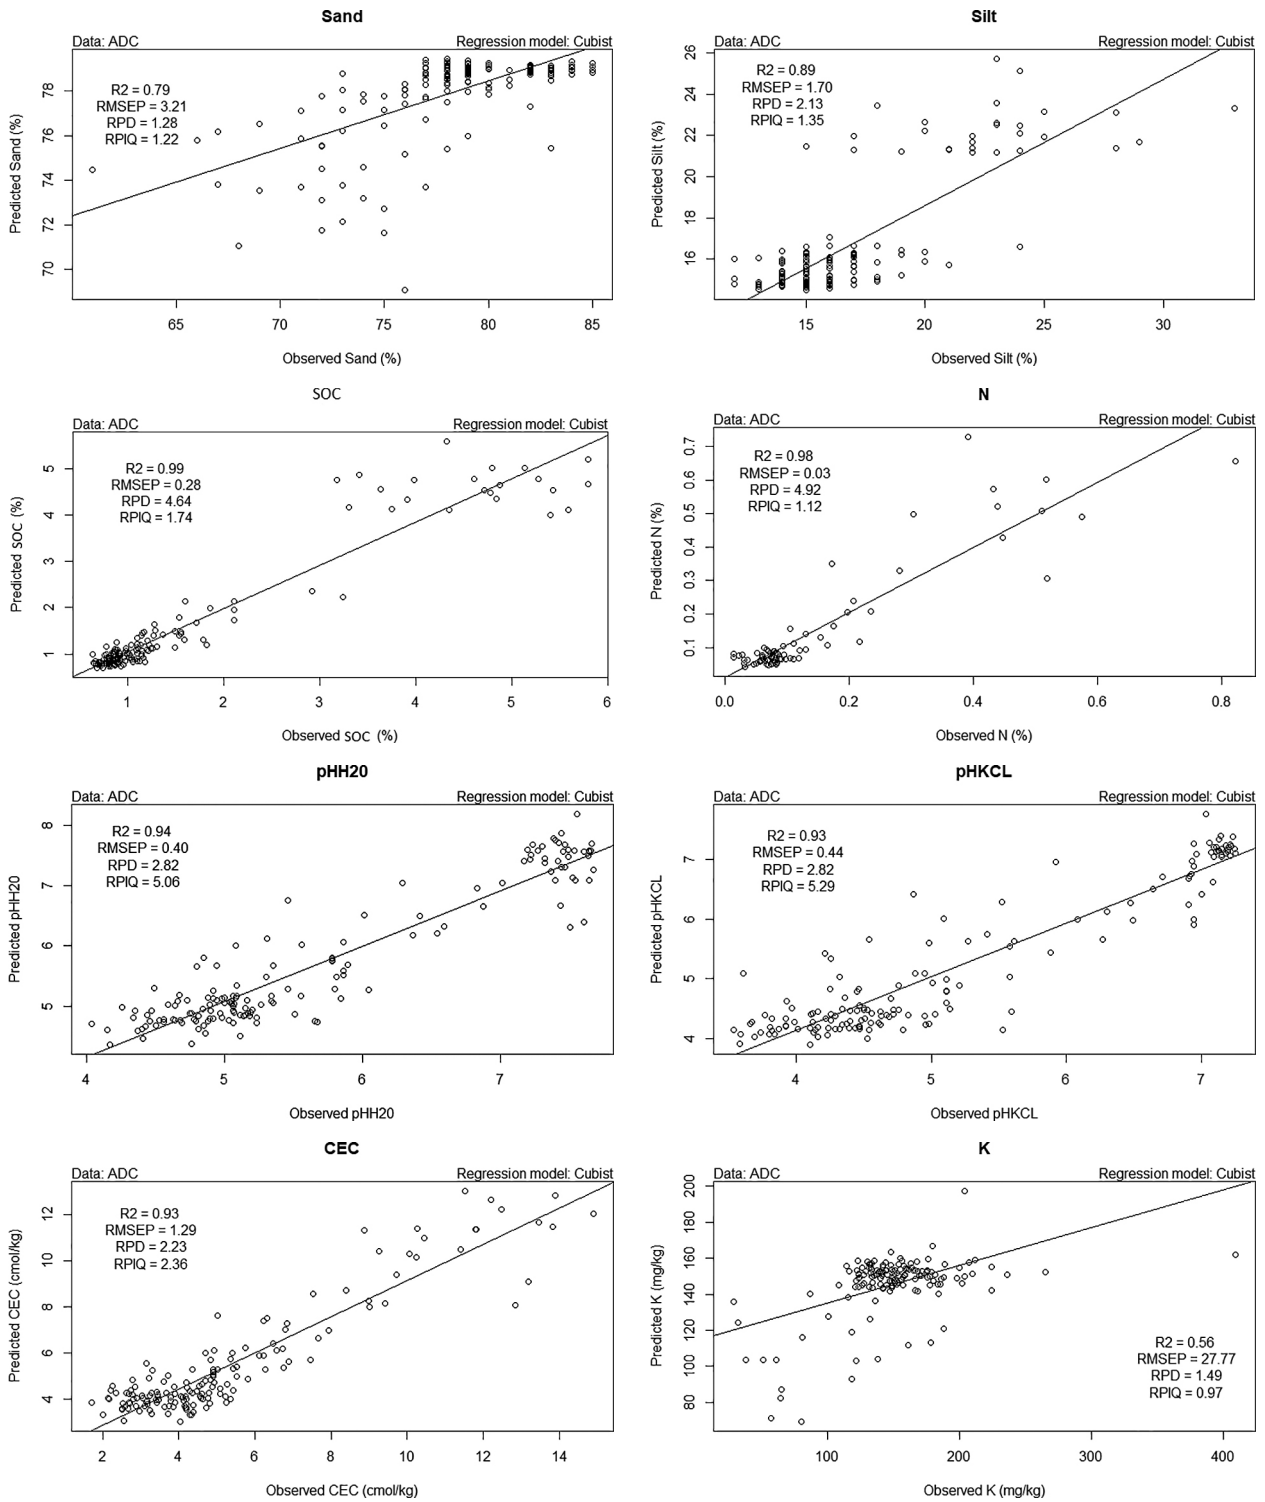 Sand
Data: ADC Regression model: Cubist
R2 = 0.79
RMSEP = 3.21
RPD = 1.28
RPIQ = 1.22
Predicted Sand (%)
78
76
74
72
70
65 70 75 80 85
Observed Sand (%)
Silt
Data: ADC Regression model: Cubist
R2 = 0.89
RMSEP = 1.70
RPD = 2.13
RPIQ = 1.35
Predicted Silt (%)
26
24
22
20
18
16
15 20 25 30
Observed Silt (%)
SOC
Data: ADC Regression model: Cubist
R2 = 0.99
RMSEP = 0.28
RPD = 4.64
RPIQ = 1.74
Predicted SOC (%)
5
4
3
2
1
1 2 3 4 5 6
Observed SOC (%)
N
Data: ADC Regression model: Cubist
R2 = 0.98
RMSEP = 0.03
RPD = 4.92
RPIQ = 1.12
Predicted N (%)
0.7
0.6
0.5
0.4
0.3
0.2
0.1
0.0 0.2 0.4 0.6 0.8
Observed N (%)
pHH20
Data: ADC Regression model: Cubist
R2 = 0.94
RMSEP = 0.40
RPD = 2.82
RPIQ = 5.06
Predicted pHH20
8
7
6
5
4 5 6 7
Observed pHH20
pHKCL
Data: ADC Regression model: Cubist
R2 = 0.93
RMSEP = 0.44
RPD = 2.82
RPIQ = 5.29
Predicted pHKCL
7
6
5
4
4 5 6 7
Observed pHKCL
CEC
Data: ADC Regression model: Cubist
R2 = 0.93
RMSEP = 1.29
RPD = 2.23
RPIQ = 2.36
Predicted CEC (cmol/kg)
12
10
8
6
4
2 4 6 8 10 12 14
Observed CEC (cmol/kg)
K
Data: ADC Regression model: Cubist
R2 = 0.56
RMSEP = 27.77
RPD = 1.49
RPIQ = 0.97
Predicted K (mg/kg)
200
180
160
140
120
100
80
100 200 300 400
Observed K (mg/kg)